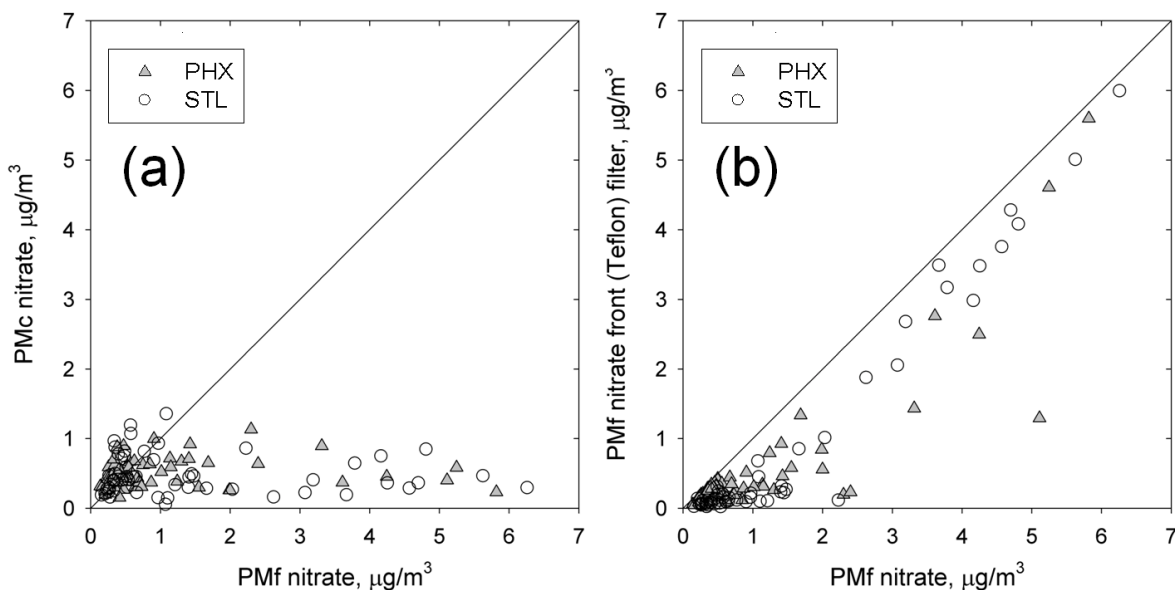 7
6
5
4
3
2
1
0
PMc nitrate, μg/m³
PHX
STL
(a)
0 1 2 3 4 5 6 7
PMf nitrate, μg/m³
7
6
5
4
3
2
1
0
PMf nitrate front (Teflon) filter, μg/m³
PHX
STL
(b)
0 1 2 3 4 5 6 7
PMf nitrate, μg/m³